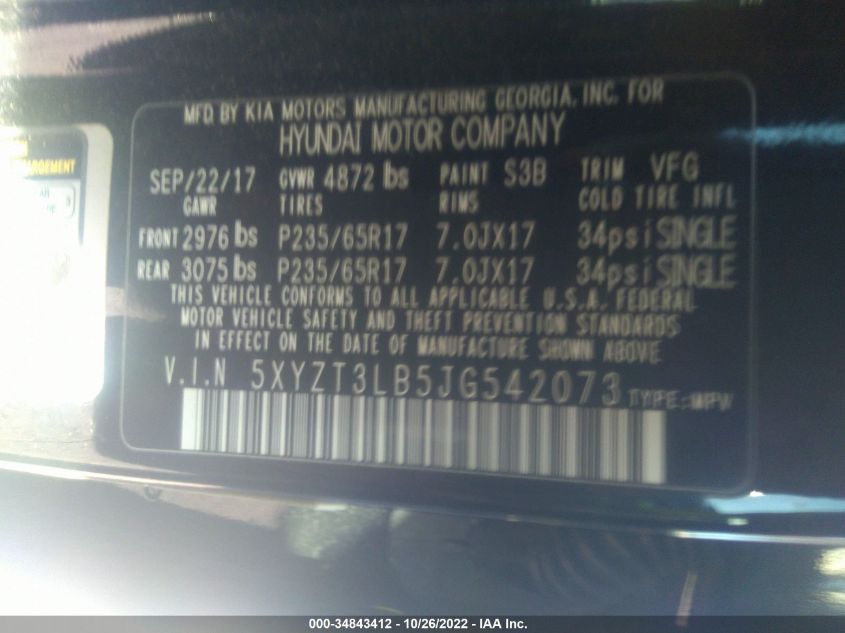 MFD. BY KIA MOTORS MANUFACTURING GEORGIA, INC. FOR
HYUNDAI MOTOR COMPANY
SEP/22/17 GVWR 4872 lbs PAINT S3B TRIM VFG
GAWR TIRES RIMS COLD TIRE INFL
FRONT 2976 lbs P235/65R17 7.0JX17 34psi SINGLE
REAR 3075 lbs P235/65R17 7.0JX17 34psi SINGLE
THIS VEHICLE CONFORMS TO ALL APPLICABLE U.S.A. FEDERAL
MOTOR VEHICLE SAFETY AND THEFT PREVENTION STANDARDS
IN EFFECT ON THE DATE OF MANUFACTURE SHOWN ABOVE
V.I.N 5XYZT3LB5JG542073 TYPE:MPV
000-34843412 - 10/26/2022 - IAA Inc.